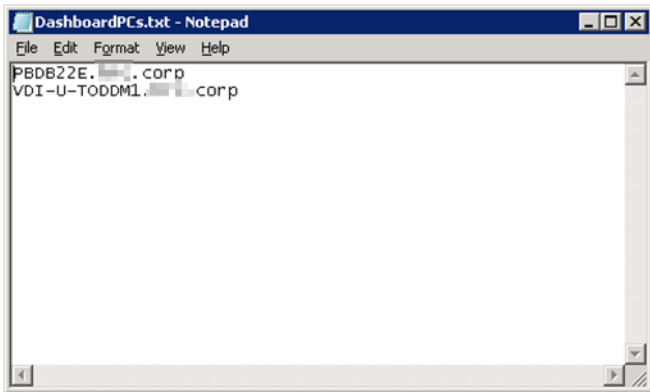 DashboardPCs.txt - Notepad
File Edit Format View Help
PBDB22E. .corp
VDI-U-TODDM1. corp